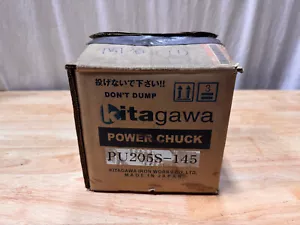 投げないで下さい!!
DON'T DUMP
Kitagawa
POWER CHUCK
PU205S-145
KITAGAWA IRON WORKS CO., LTD.
MADE IN JAPAN